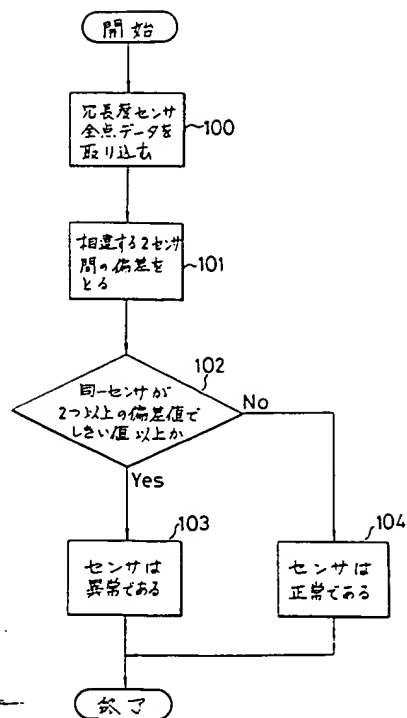 開始
冗長度センサ
全点データを
取り込む
100
相違する2センサ
間の偏差を
とる
101
102
同一センサが
2つ以上の偏差値で
しきい値以上か
No
Yes
103
104
センサは
異常である
センサは
正常である
終了